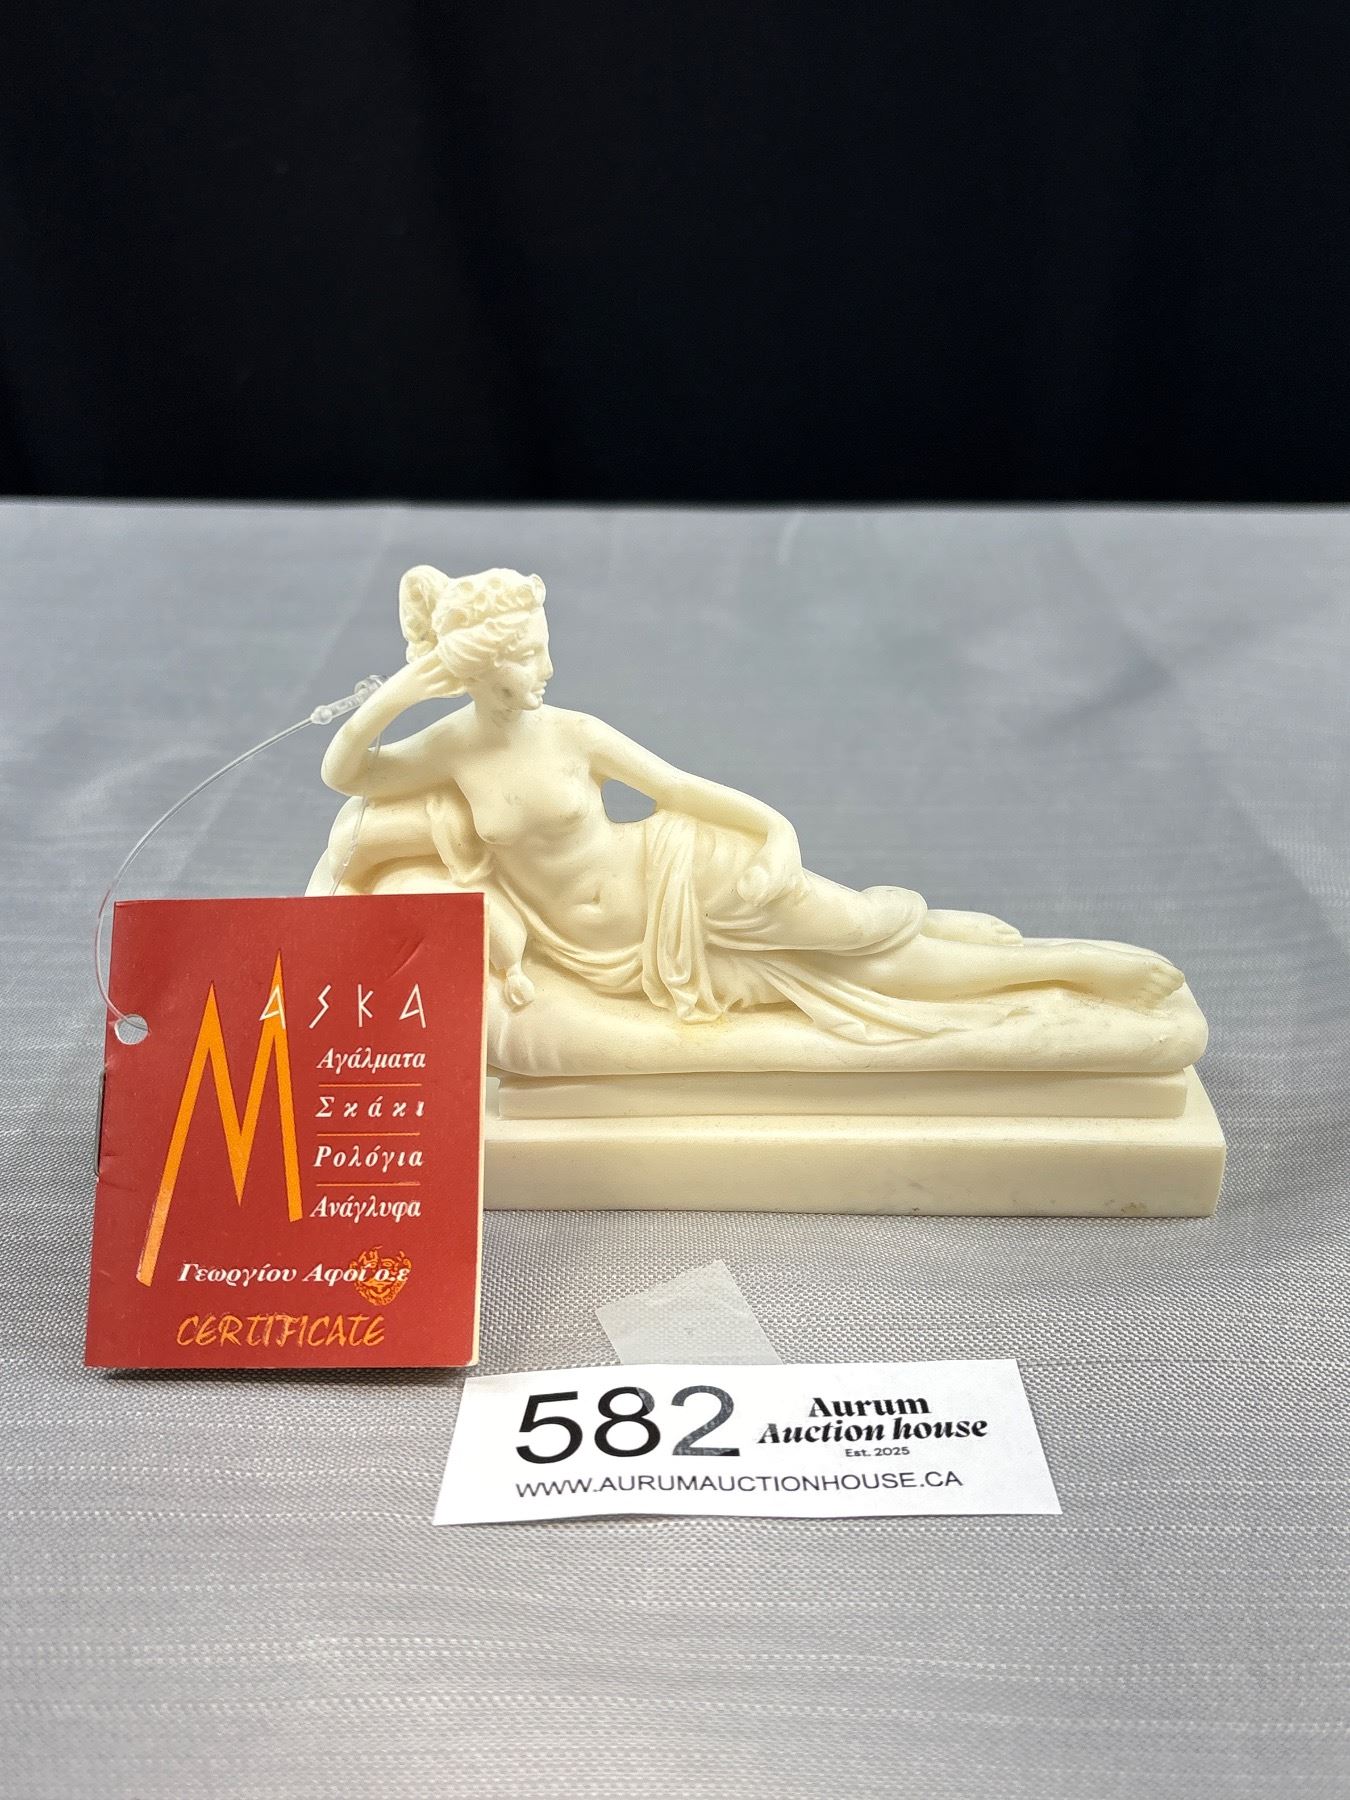 MASKA
Αγάλματα
Σκάκι
Ρολόγια
Ανάγλυφα
Γεωργίου Αφοί ο.ε
CERTIFICATE
582 Aurum
Auction house
Est. 2025
WWW.AURUMAUCTIONHOUSE.CA